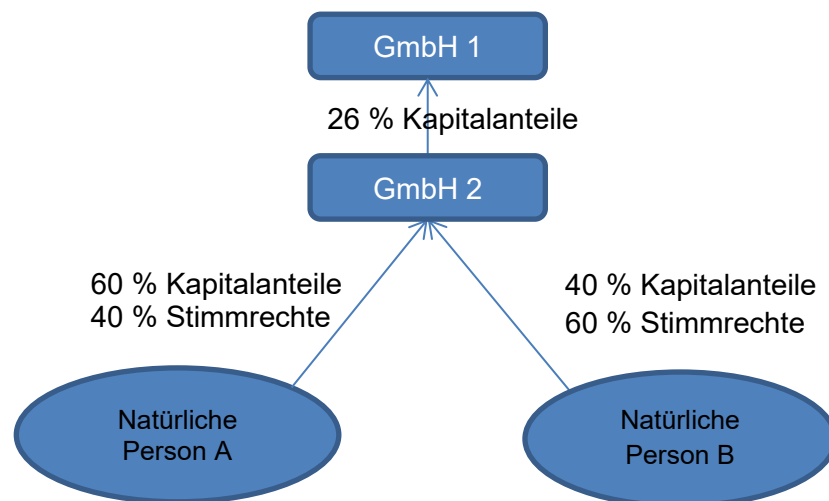 GmbH 1
26 % Kapitalanteile
GmbH 2
60 % Kapitalanteile
40 % Stimmrechte
40 % Kapitalanteile
60 % Stimmrechte
Natürliche
Person A
Natürliche
Person B